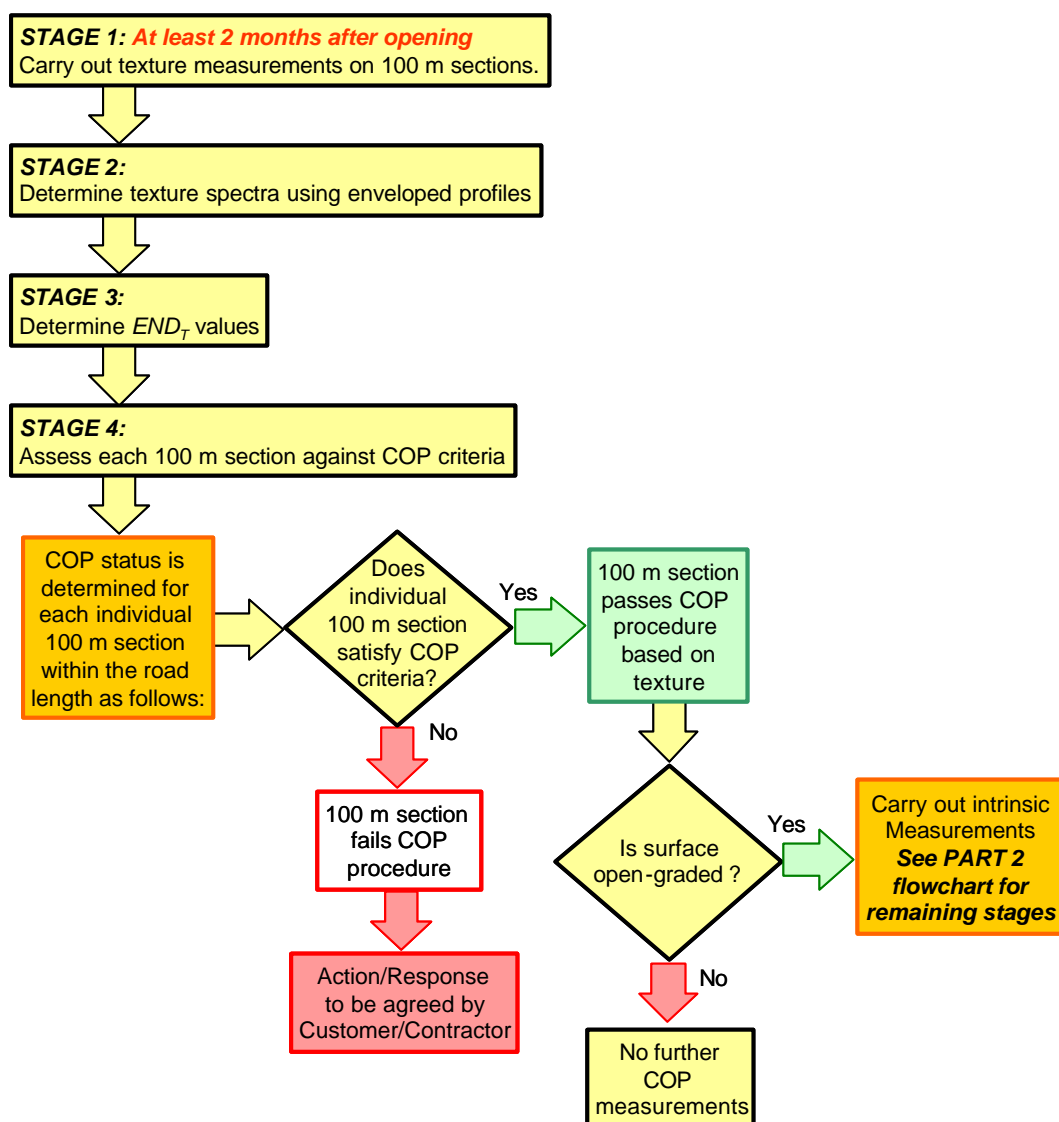 STAGE 1: At least 2 months after opening
Carry out texture measurements on 100 m sections.
STAGE 2:
Determine texture spectra using enveloped profiles
STAGE 3:
Determine END_T values
STAGE 4:
Assess each 100 m section against COP criteria
COP status is
determined for
each individual
100 m section
within the road
length as follows:
Does
individual
100 m section
satisfy COP
criteria?
Yes
100 m section
passes COP
procedure
based on
texture
No
100 m section
fails COP
procedure
Action/Response
to be agreed by
Customer/Contractor
Is surface
open-graded ?
Yes
Carry out intrinsic
Measurements
See PART 2
flowchart for
remaining stages
No
No further
COP
measurements